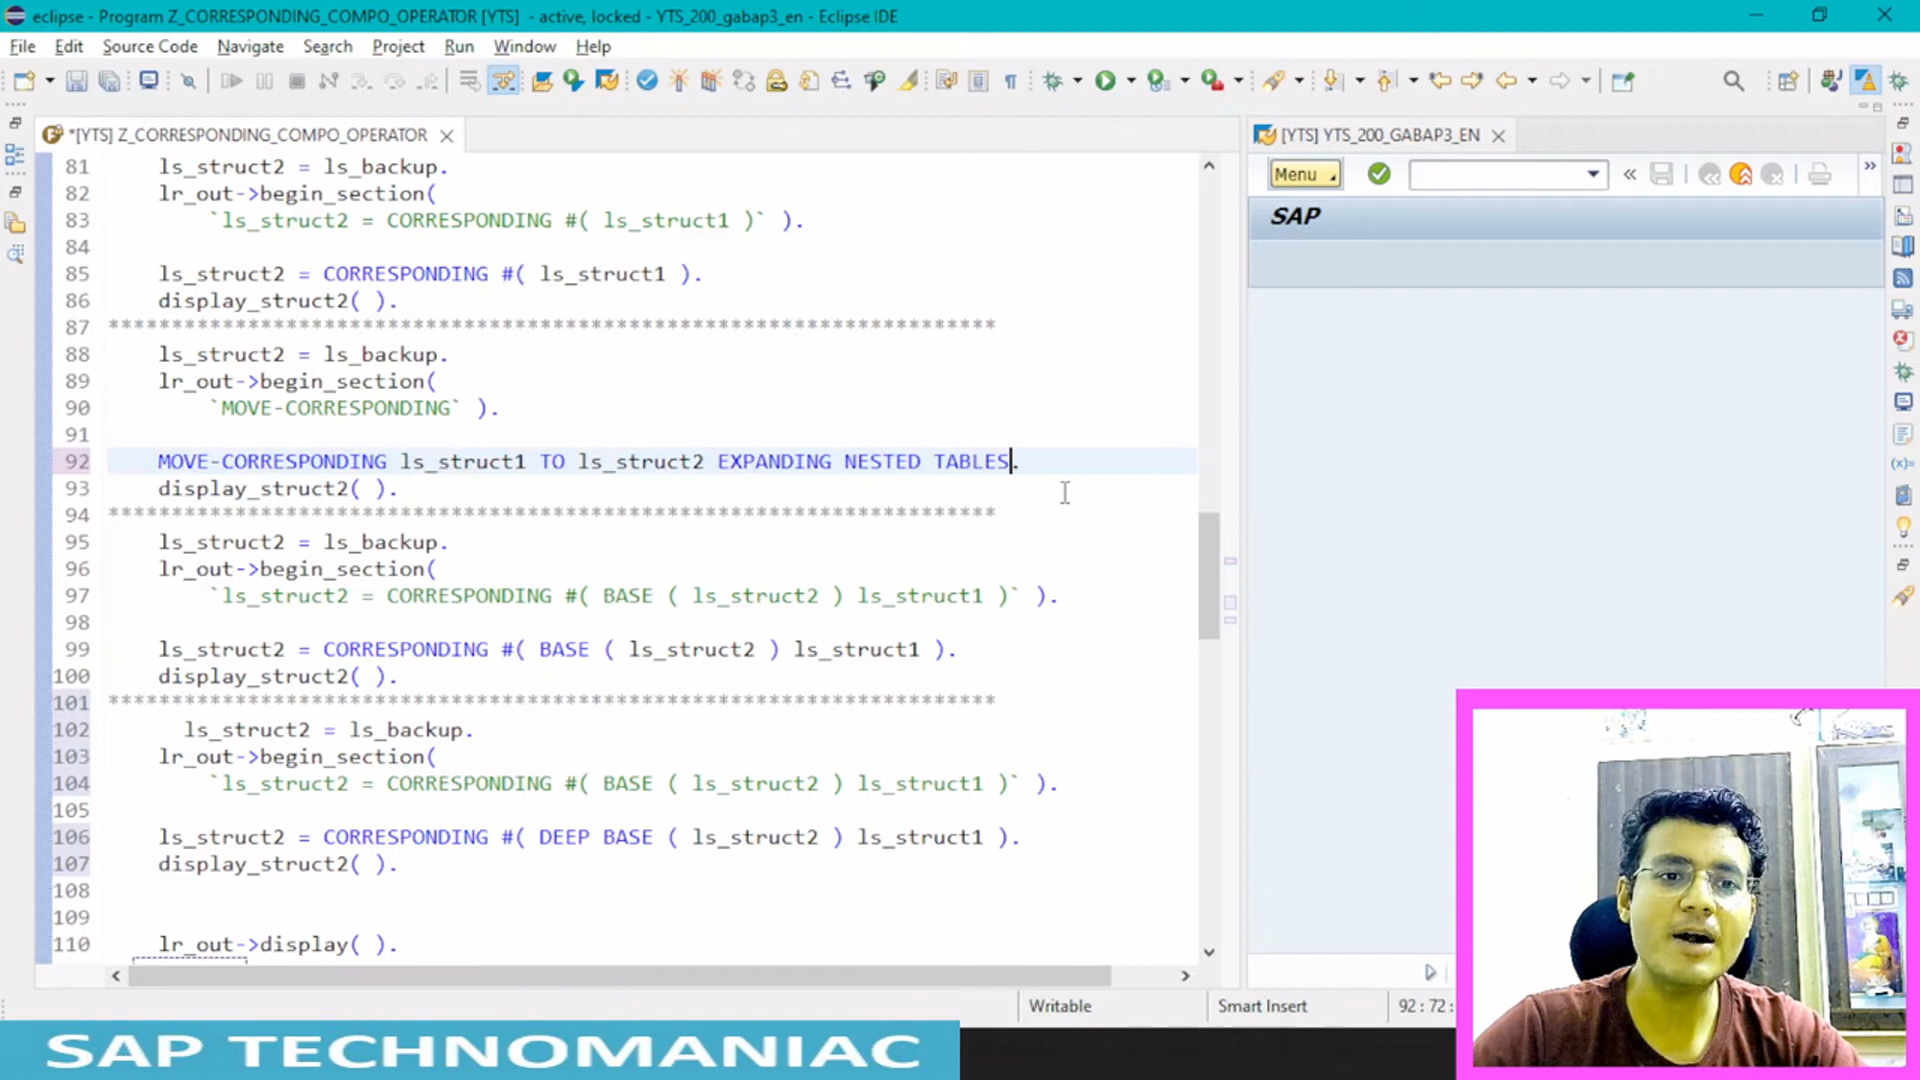 eclipse - Program Z_CORRESPONDING_COMPO_OPERATOR [YTS] - active, locked - YTS_200_gabap3_en - Eclipse IDE
File Edit Source Code Navigate Search Project Run Window Help
*[YTS] Z_CORRESPONDING_COMPO_OPERATOR
[YTS] YTS_200_GABAP3_EN
Menu
SAP
81 ls_struct2 = ls_backup.
82 lr_out->begin_section(
83 `ls_struct2 = CORRESPONDING #( ls_struct1 )` ).
84
85 ls_struct2 = CORRESPONDING #( ls_struct1 ).
86 display_struct2( ).
87 **********************************************************************
88 ls_struct2 = ls_backup.
89 lr_out->begin_section(
90 `MOVE-CORRESPONDING` ).
91
92 MOVE-CORRESPONDING ls_struct1 TO ls_struct2 EXPANDING NESTED TABLES.
93 display_struct2( ).
94 **********************************************************************
95 ls_struct2 = ls_backup.
96 lr_out->begin_section(
97 `ls_struct2 = CORRESPONDING #( BASE ( ls_struct2 ) ls_struct1 )` ).
98
99 ls_struct2 = CORRESPONDING #( BASE ( ls_struct2 ) ls_struct1 ).
100 display_struct2( ).
101 **********************************************************************
102 ls_struct2 = ls_backup.
103 lr_out->begin_section(
104 `ls_struct2 = CORRESPONDING #( BASE ( ls_struct2 ) ls_struct1 )` ).
105
106 ls_struct2 = CORRESPONDING #( DEEP BASE ( ls_struct2 ) ls_struct1 ).
107 display_struct2( ).
108
109
110 lr_out->display( ).
Writable Smart Insert 92 : 72 :
SAP TECHNOMANIAC